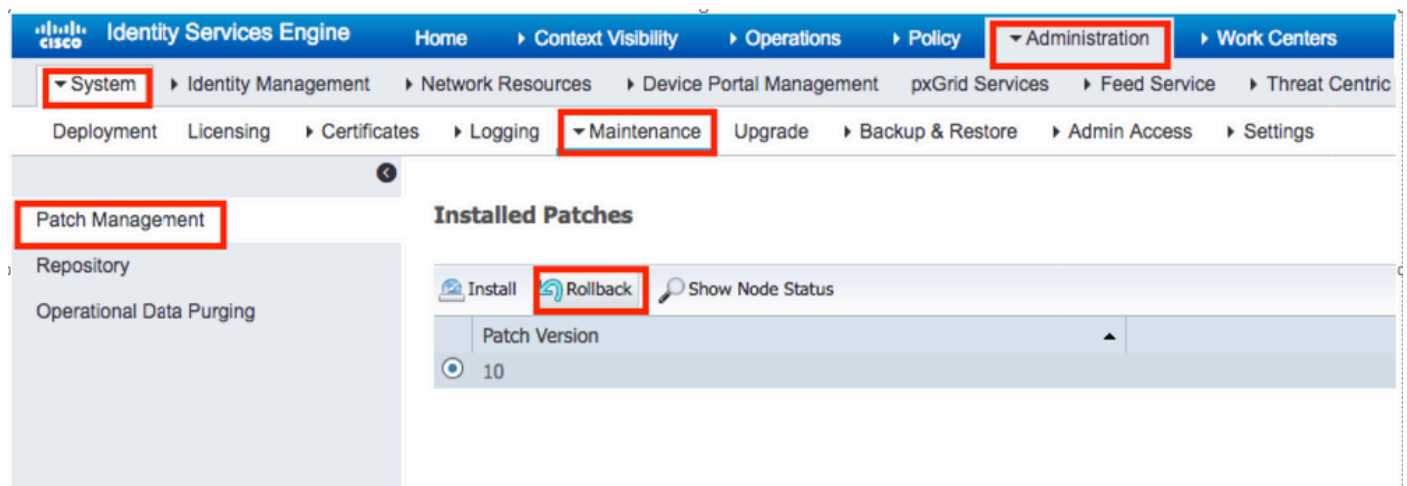 cisco Identity Services Engine Home Context Visibility Operations Policy Administration Work Centers
System Identity Management Network Resources Device Portal Management pxGrid Services Feed Service Threat Centric
Deployment Licensing Certificates Logging Maintenance Upgrade Backup & Restore Admin Access Settings
Patch Management
Repository
Operational Data Purging
Installed Patches
Install Rollback Show Node Status
Patch Version
10